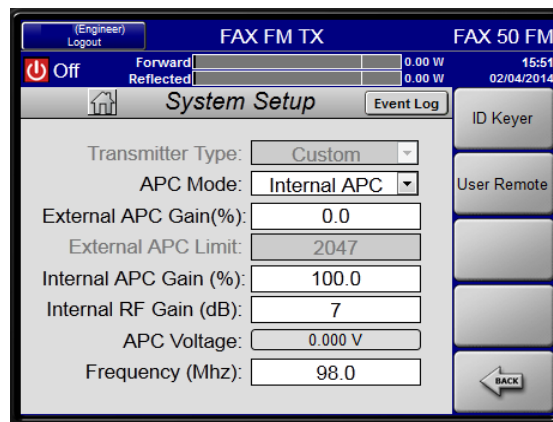 (Engineer)
Logout
FAX FM TX
FAX 50 FM
Off
Forward
0.00 W
Reflected
0.00 W
15:51
02/04/2014
System Setup
Event Log
ID Keyer
User Remote
Transmitter Type: Custom
APC Mode: Internal APC
External APC Gain(%): 0.0
External APC Limit: 2047
Internal APC Gain (%): 100.0
Internal RF Gain (dB): 7
APC Voltage: 0.000 V
Frequency (Mhz): 98.0
BACK